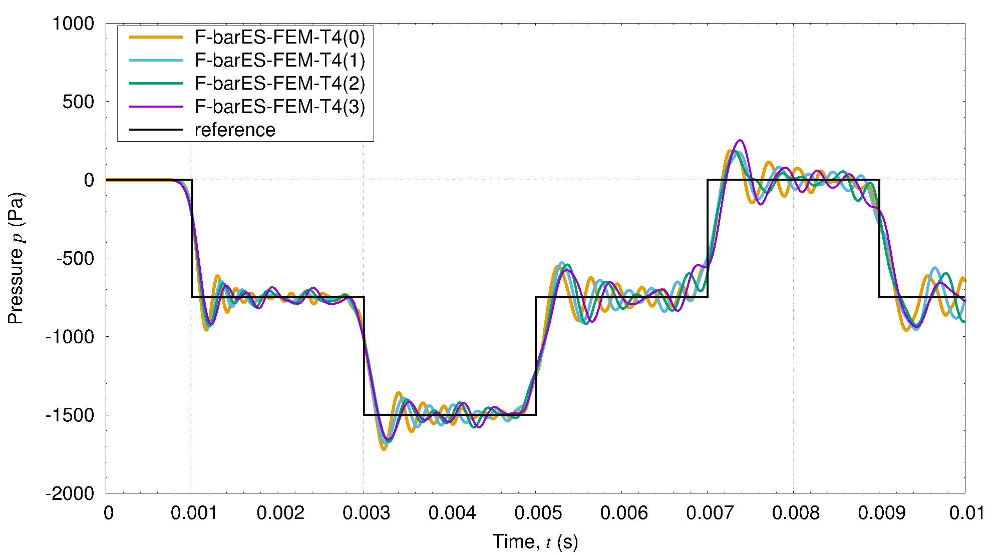 1000
500
0
-500
-1000
-1500
-2000
Pressure p (Pa)
F-barES-FEM-T4(0)
F-barES-FEM-T4(1)
F-barES-FEM-T4(2)
F-barES-FEM-T4(3)
reference
0 0.001 0.002 0.003 0.004 0.005 0.006 0.007 0.008 0.009 0.01
Time, t (s)